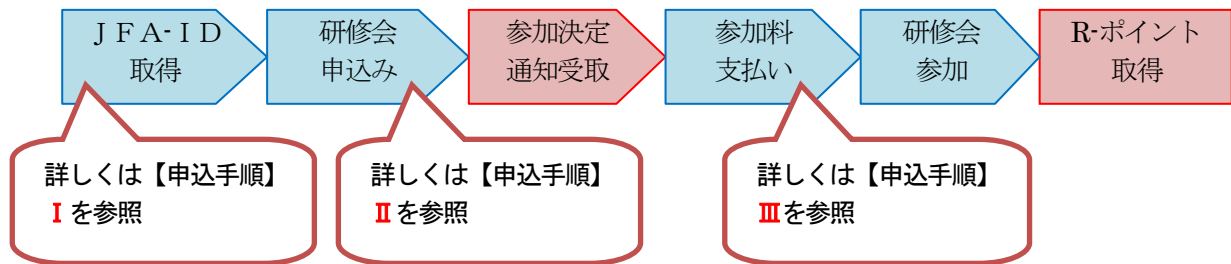 ＪＦＡ-ＩＤ
取得
研修会
申込み
参加決定
通知受取
参加料
支払い
研修会
参加
R-ポイント
取得
詳しくは【申込手順】
Ⅰを参照
詳しくは【申込手順】
Ⅱを参照
詳しくは【申込手順】
Ⅲを参照